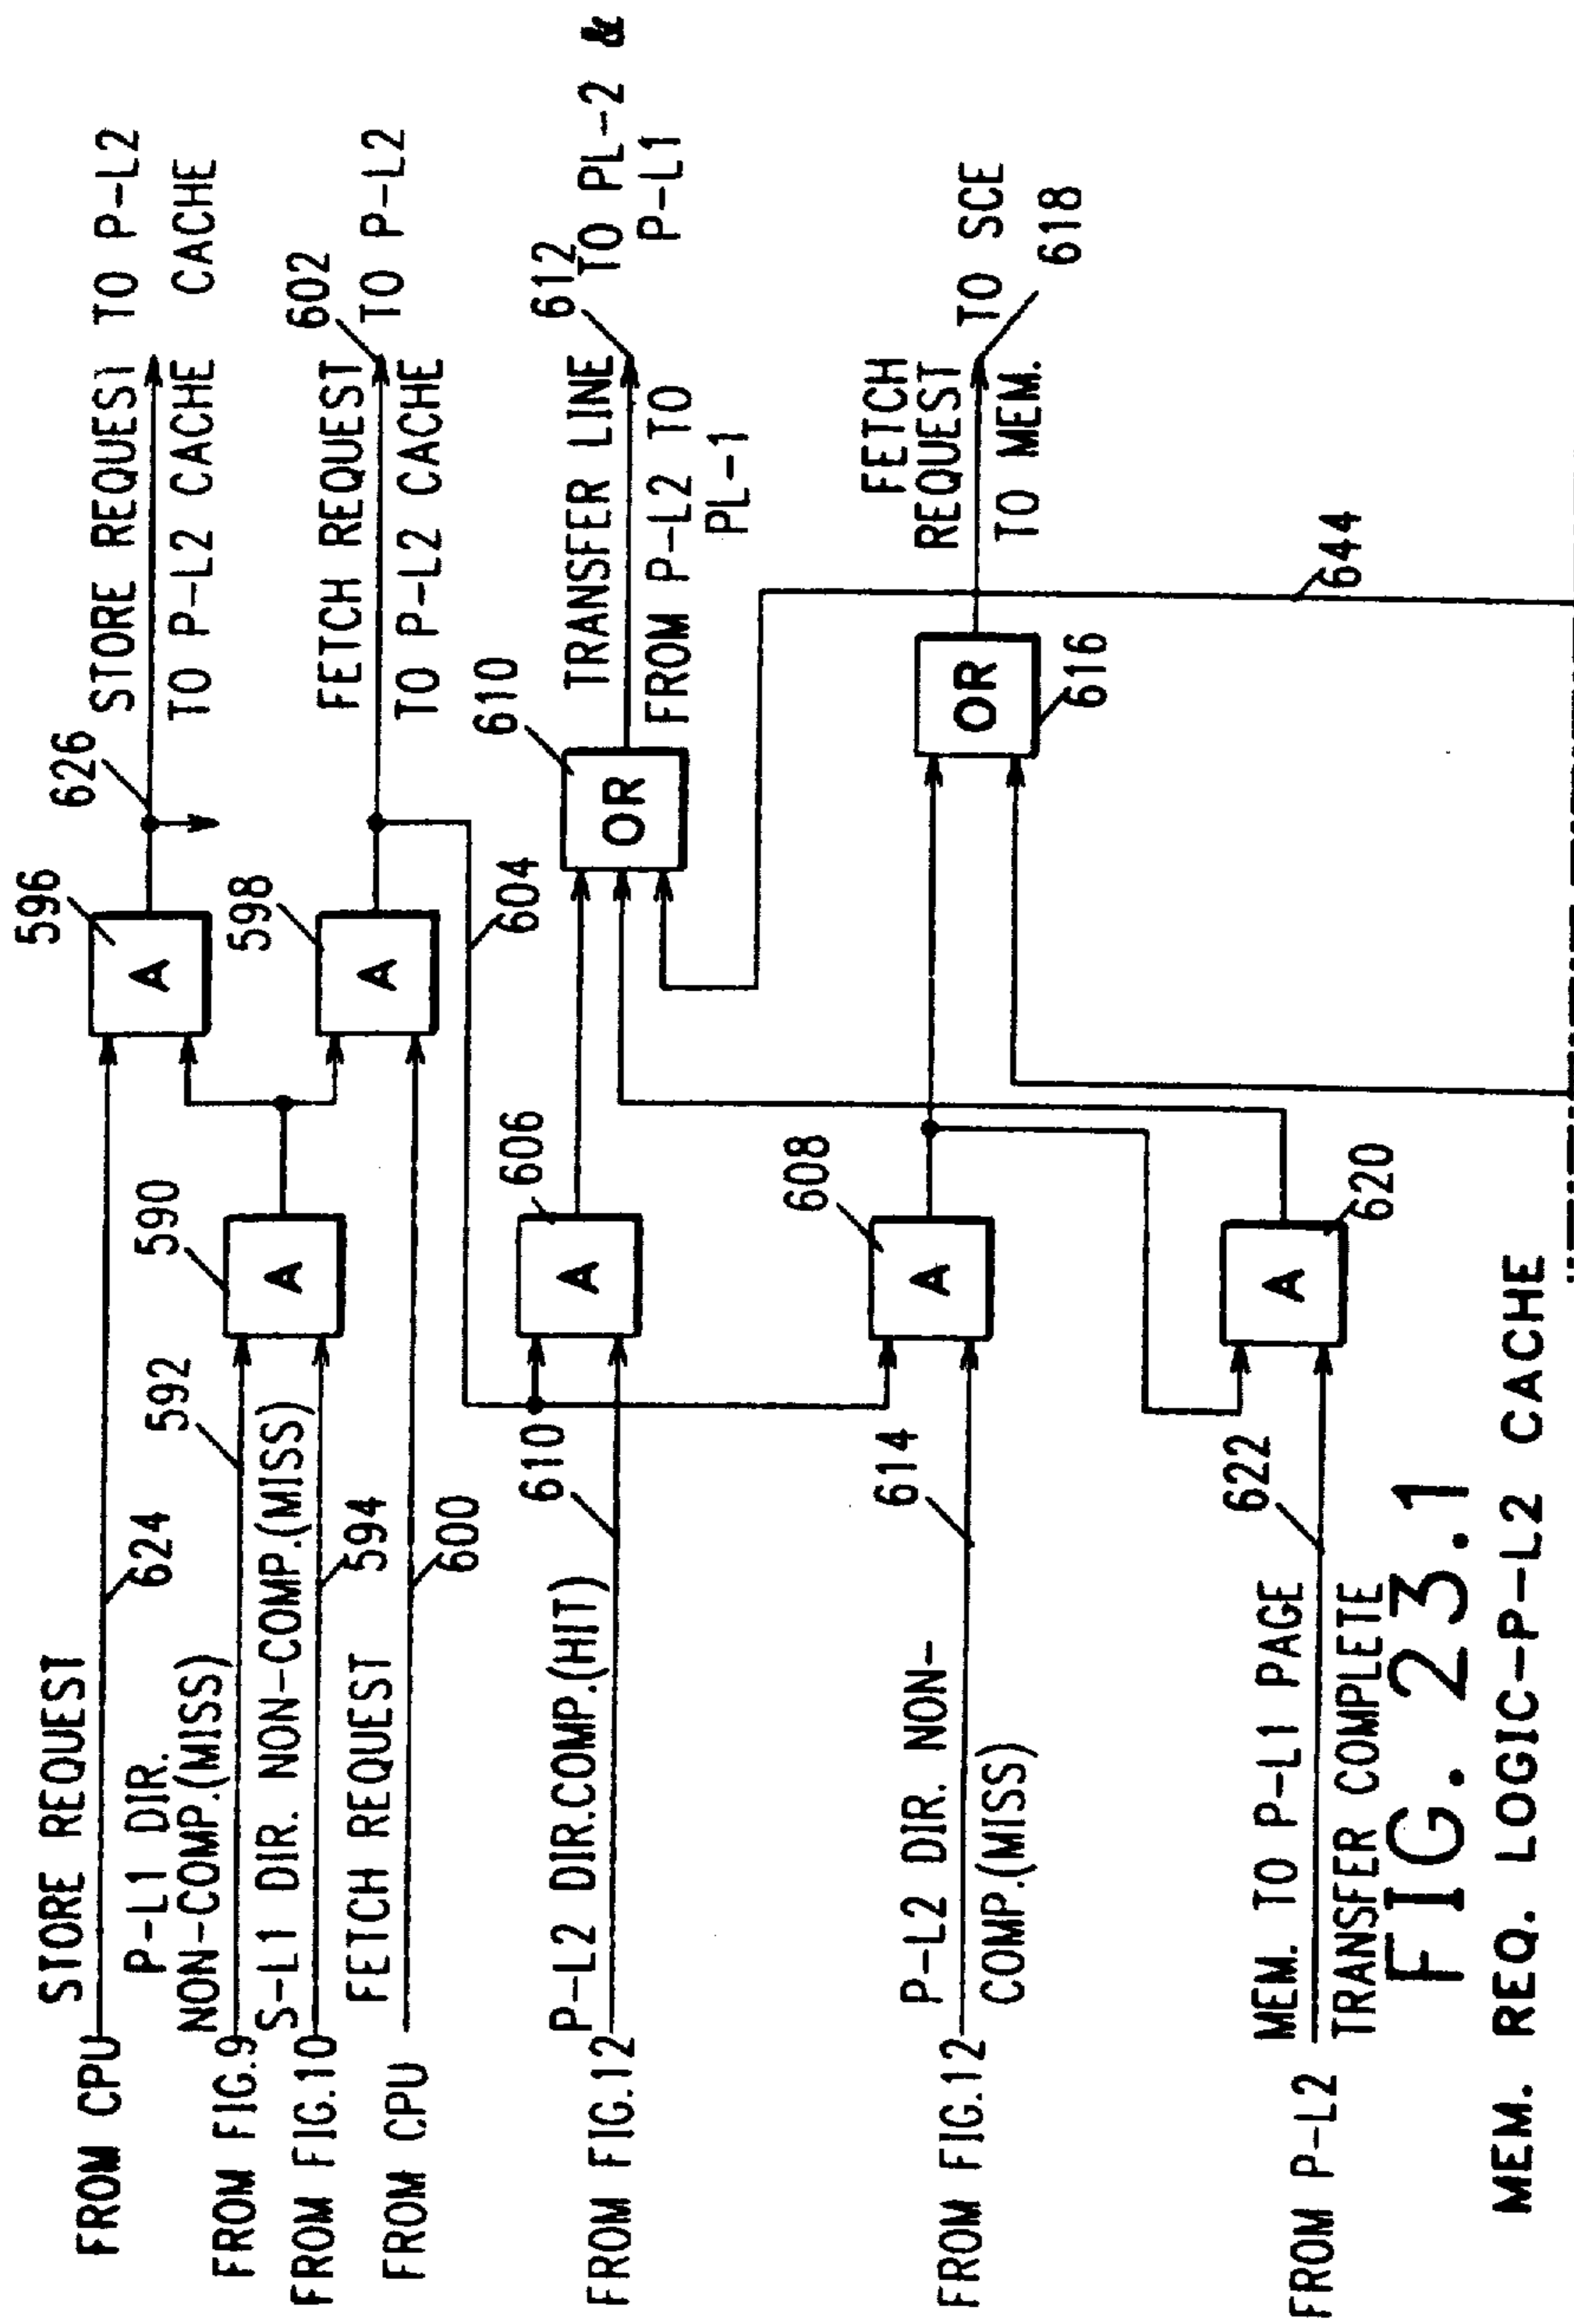 FROM CPU
STORE REQUEST
624
596
A
626
STORE REQUEST
TO P-L2 CACHE
TO P-L2
CACHE
P-L1 DIR.
NON-COMP.(MISS)
FROM FIG.9
592
590
A
S-L1 DIR. NON-COMP.(MISS)
FROM FIG.10
594
FETCH REQUEST
FROM CPU
600
598
A
FETCH REQUEST
TO P-L2 CACHE
602
TO P-L2
604
P-L2 DIR.COMP.(HIT)
FROM FIG.12
610
606
A
610
OR
TRANSFER LINE
FROM P-L2 TO
PL-1
612
TO PL-2 &
P-L1
P-L2 DIR. NON-
COMP.(MISS)
FROM FIG.12
614
608
A
OR
616
FETCH
REQUEST
TO MEM.
TO SCE
618
644
MEM. TO P-L1 PAGE
TRANSFER COMPLETE
FROM P-L2
622
A
620
FIG. 23.1
MEM. REQ. LOGIC-P-L2 CACHE